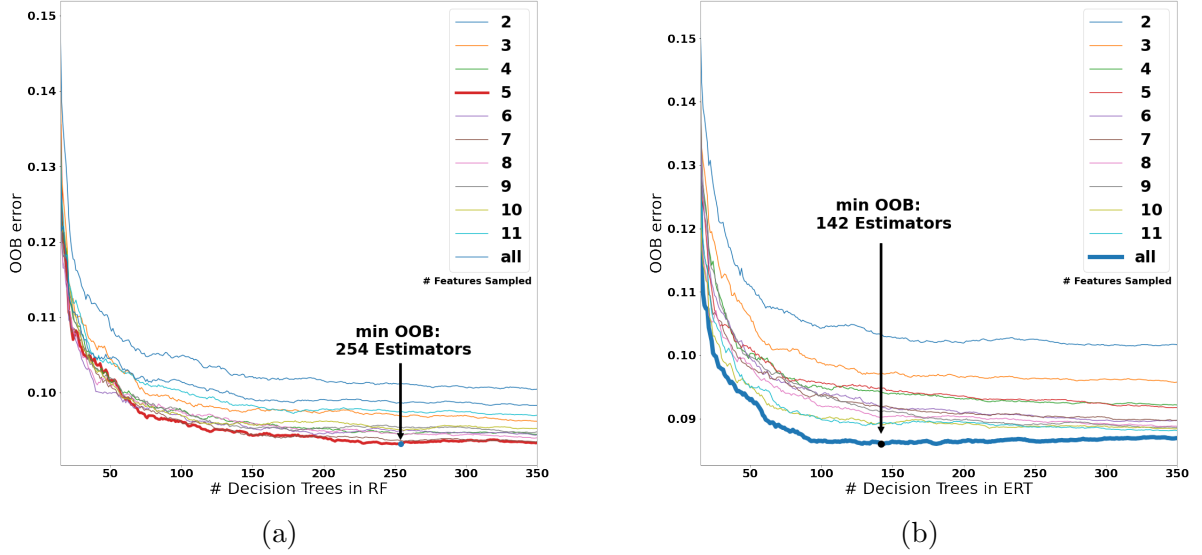 0.15
0.14
0.13
0.12
0.11
0.10
OOB error
2
3
4
5
6
7
8
9
10
11
all
# Features Sampled
min OOB:
254 Estimators
50 100 150 200 250 300 350
# Decision Trees in RF
(a)
0.15
0.14
0.13
0.12
0.11
0.10
0.09
OOB error
2
3
4
5
6
7
8
9
10
11
all
# Features Sampled
min OOB:
142 Estimators
50 100 150 200 250 300 350
# Decision Trees in ERT
(b)